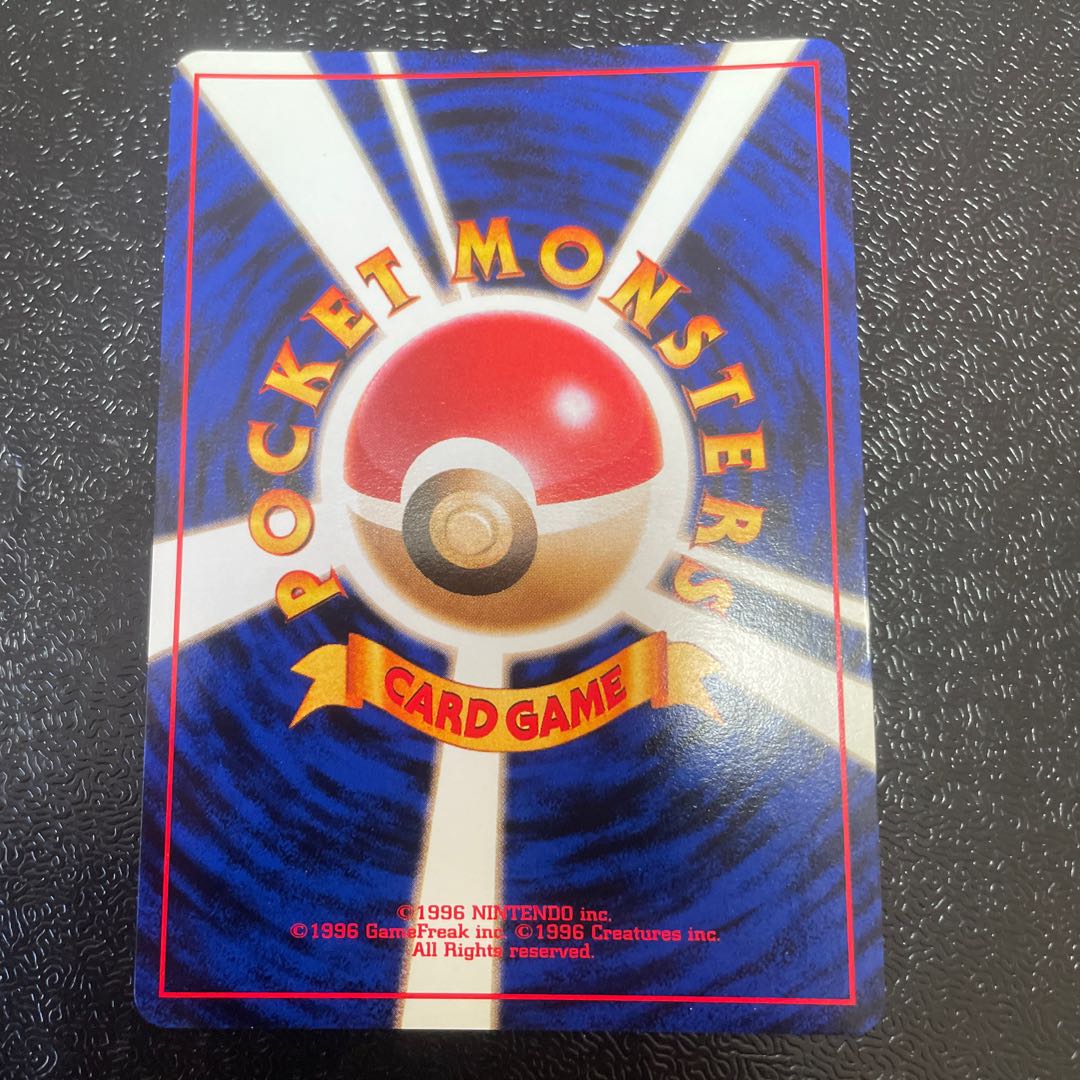 POCKET MONSTERS
CARD GAME
©1996 NINTENDO inc.
©1996 GameFreak inc. ©1996 Creatures inc.
All Rights reserved.